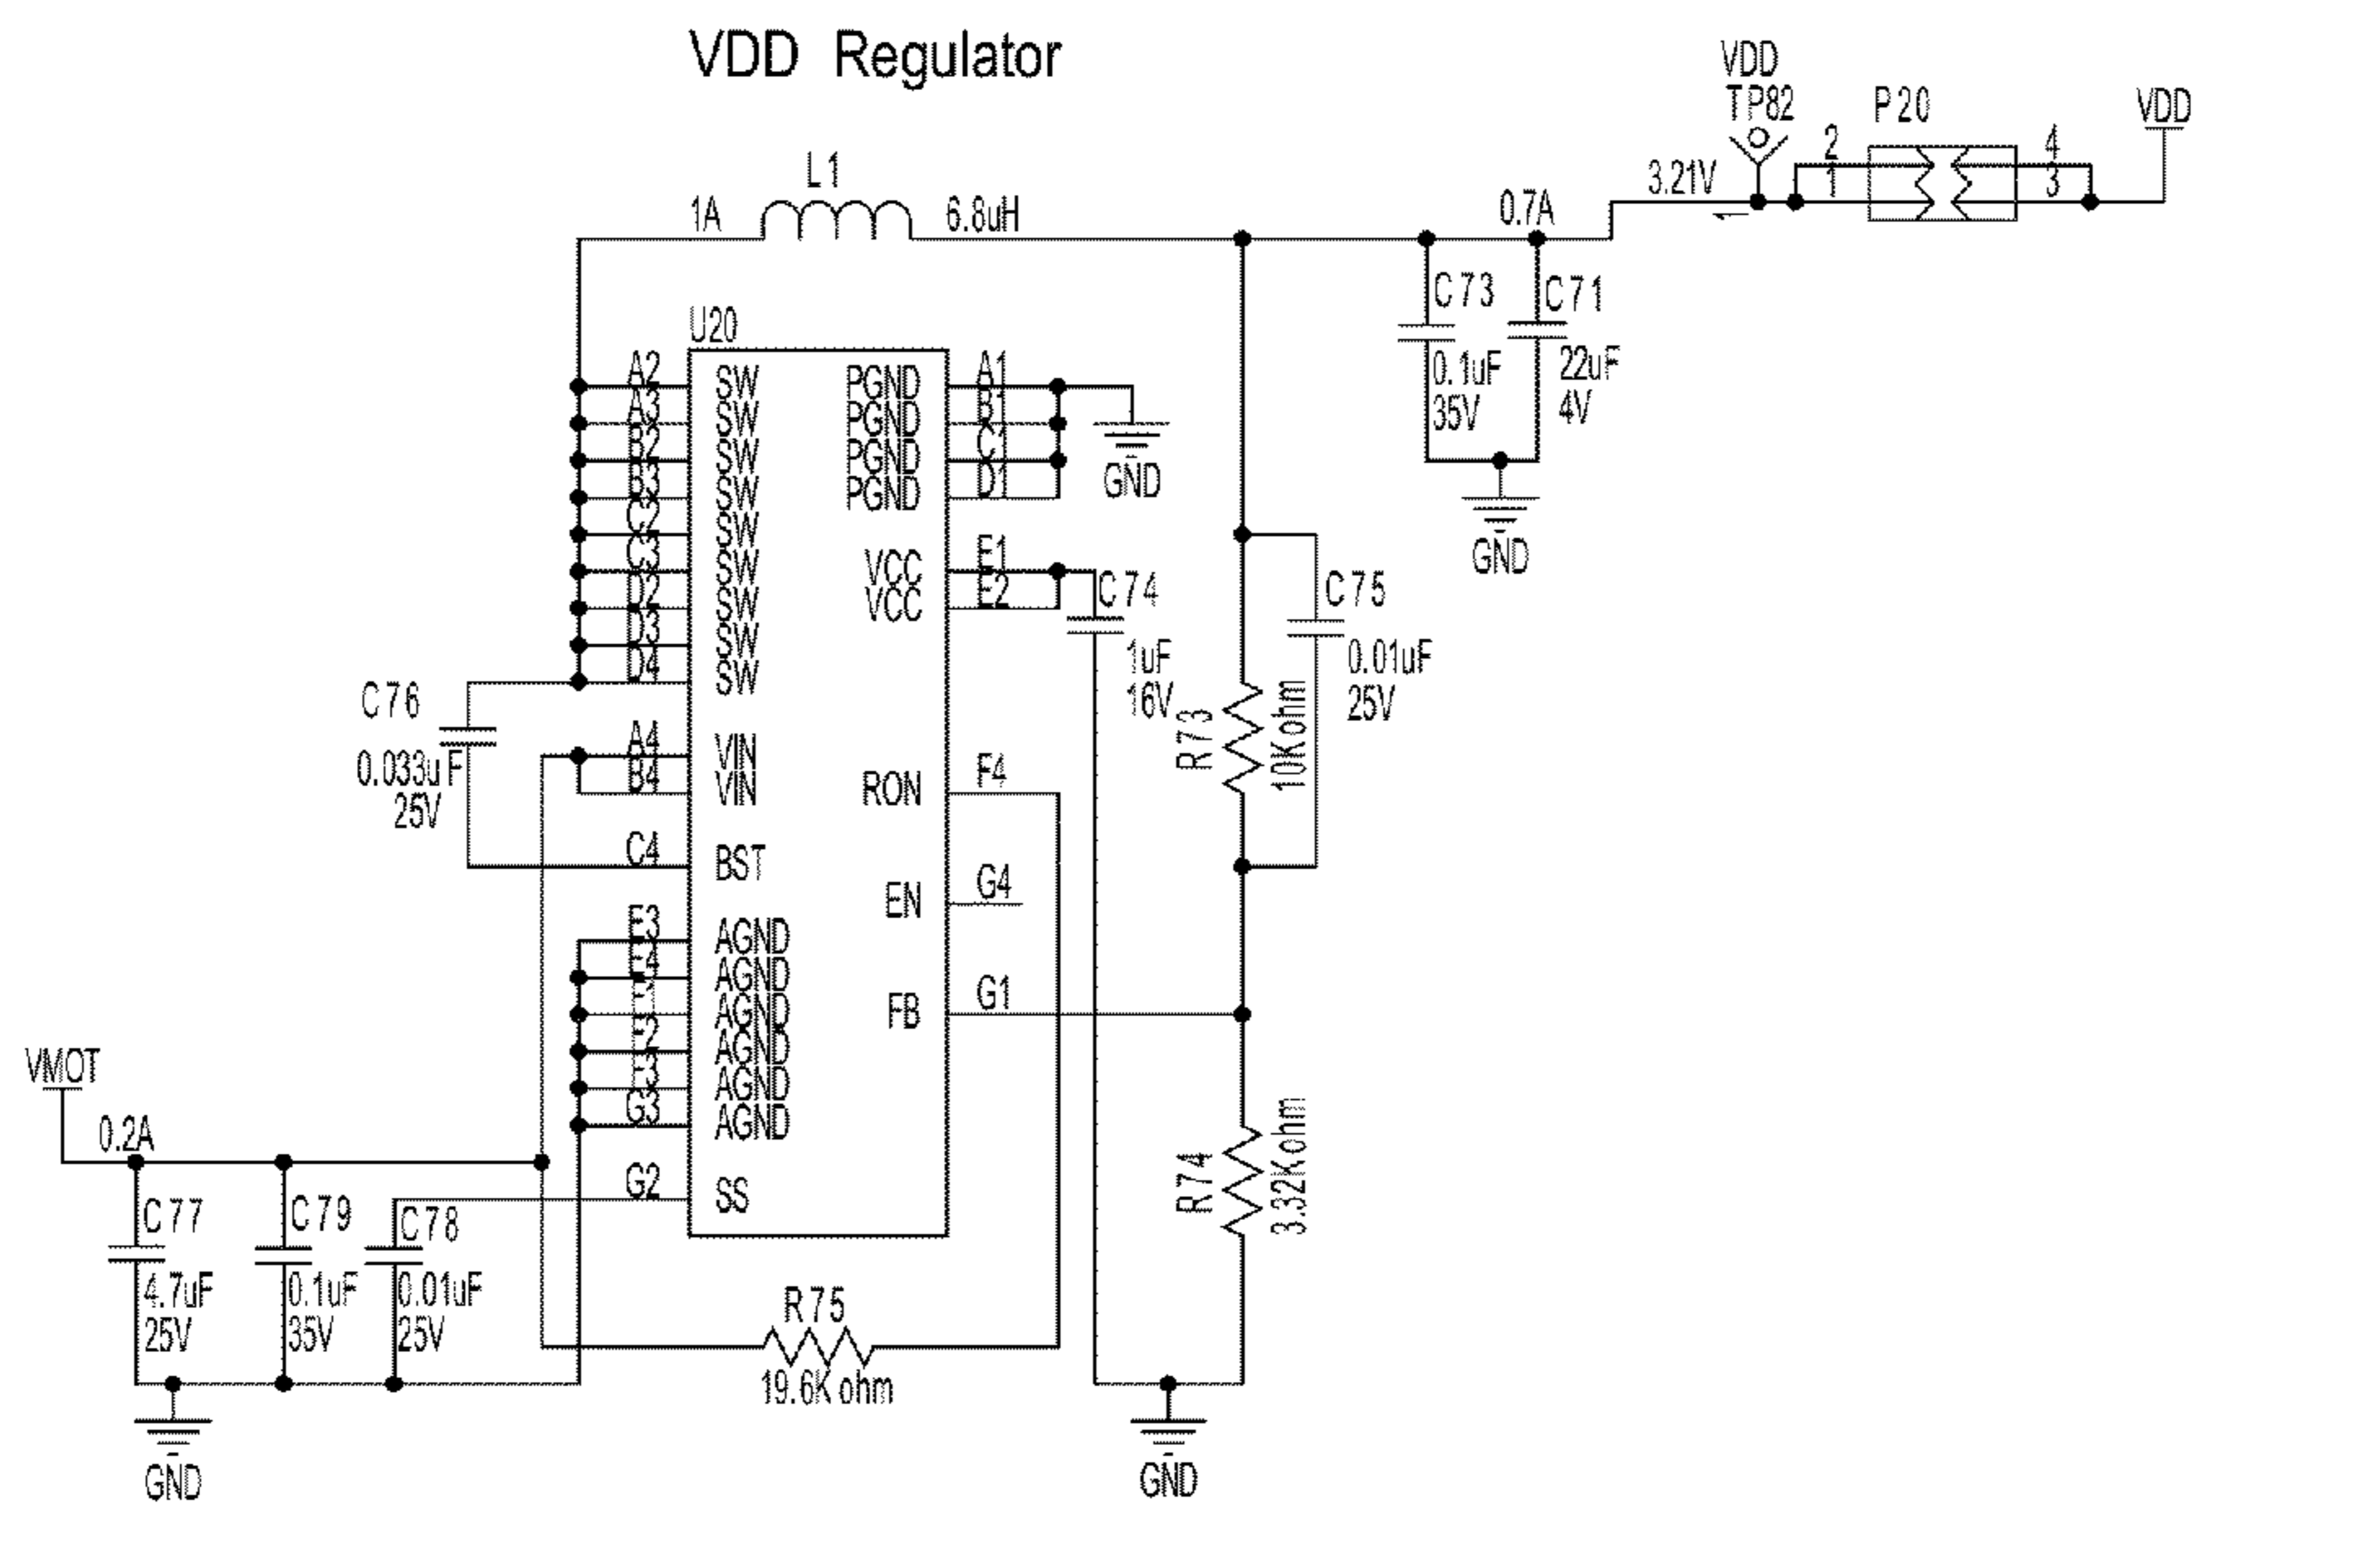 VDD Regulator
VDD
TP82
P20
VDD
2
4
3.21V
1
3
1
L1
1A
6.8uH
0.7A
C73
C71
0.1uF
22uF
35V
4V
GND
U20
A2 SW
A3 SW
B2 SW
B3 SW
C2 SW
C3 SW
D2 SW
D3 SW
D4 SW
A4 VIN
B4 VIN
C4 BST
E3 AGND
E4 AGND
AGND
F2 AGND
F3 AGND
G3 AGND
G2 SS
PGND A1
PGND B1
PGND C1
PGND D1
GND
VCC E1
VCC E2
RON F4
EN G4
FB G1
C74
1uF
16V
C75
0.01uF
25V
R73
10Kohm
R74
3.32Kohm
C76
0.033uF
25V
VMOT
0.2A
C77
4.7uF
25V
C79
0.1uF
35V
C78
0.01uF
25V
R75
19.6Kohm
GND
GND